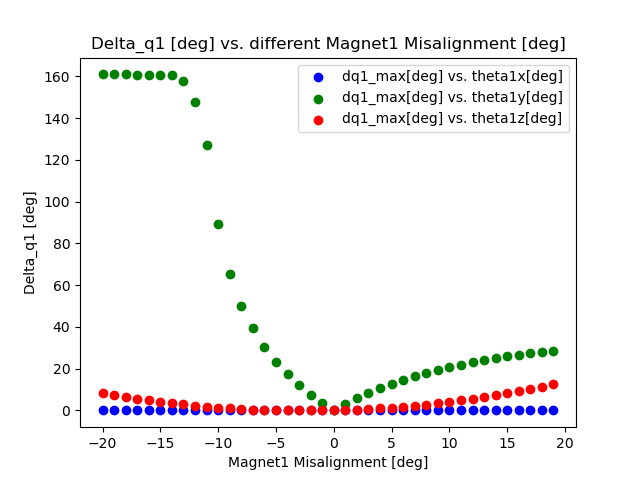 Delta_q1 [deg] vs. different Magnet1 Misalignment [deg]
dq1_max[deg] vs. theta1x[deg]
dq1_max[deg] vs. theta1y[deg]
dq1_max[deg] vs. theta1z[deg]
160
140
120
100
80
60
40
20
0
Delta_q1 [deg]
−20 −15 −10 −5 0 5 10 15 20
Magnet1 Misalignment [deg]